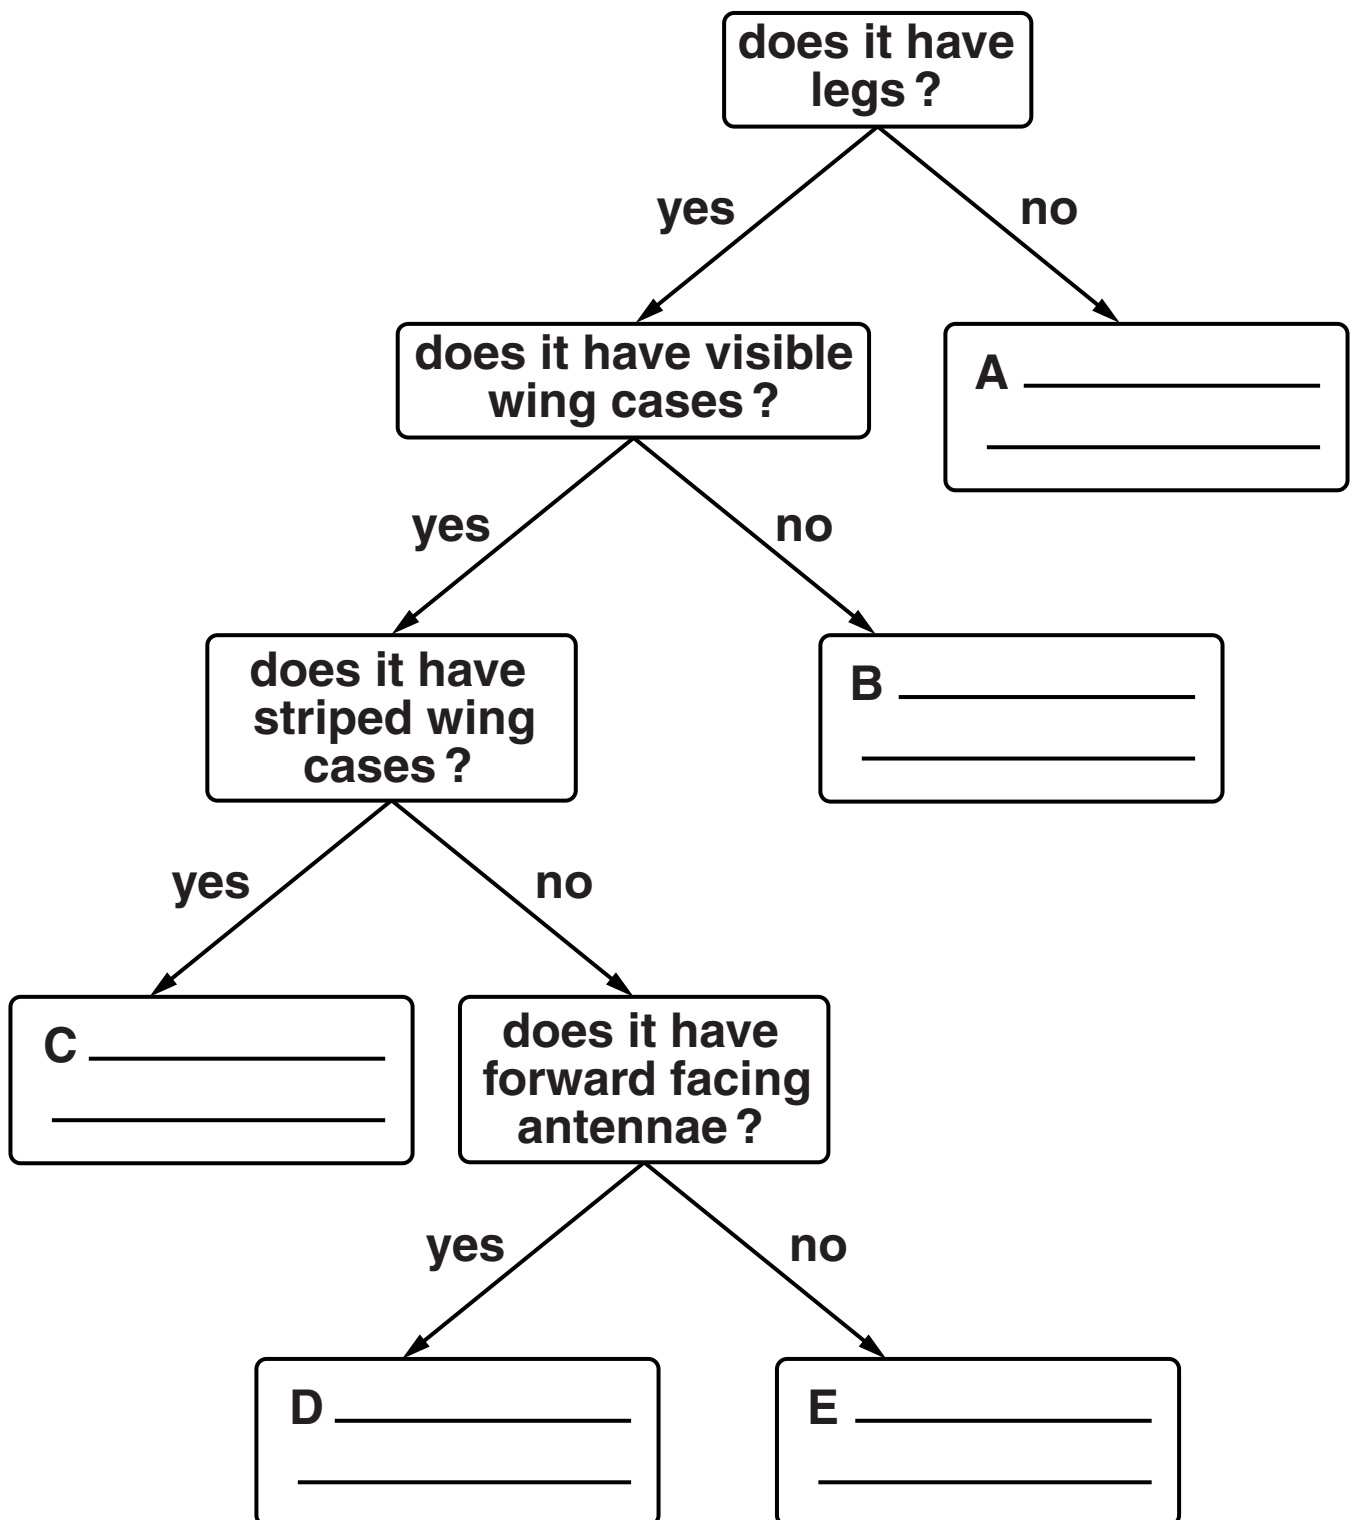 does it have
legs ?
yes
no
does it have visible
wing cases ?
A
yes
no
does it have
striped wing
cases ?
B
yes
no
C
does it have
forward facing
antennae ?
yes
no
D
E